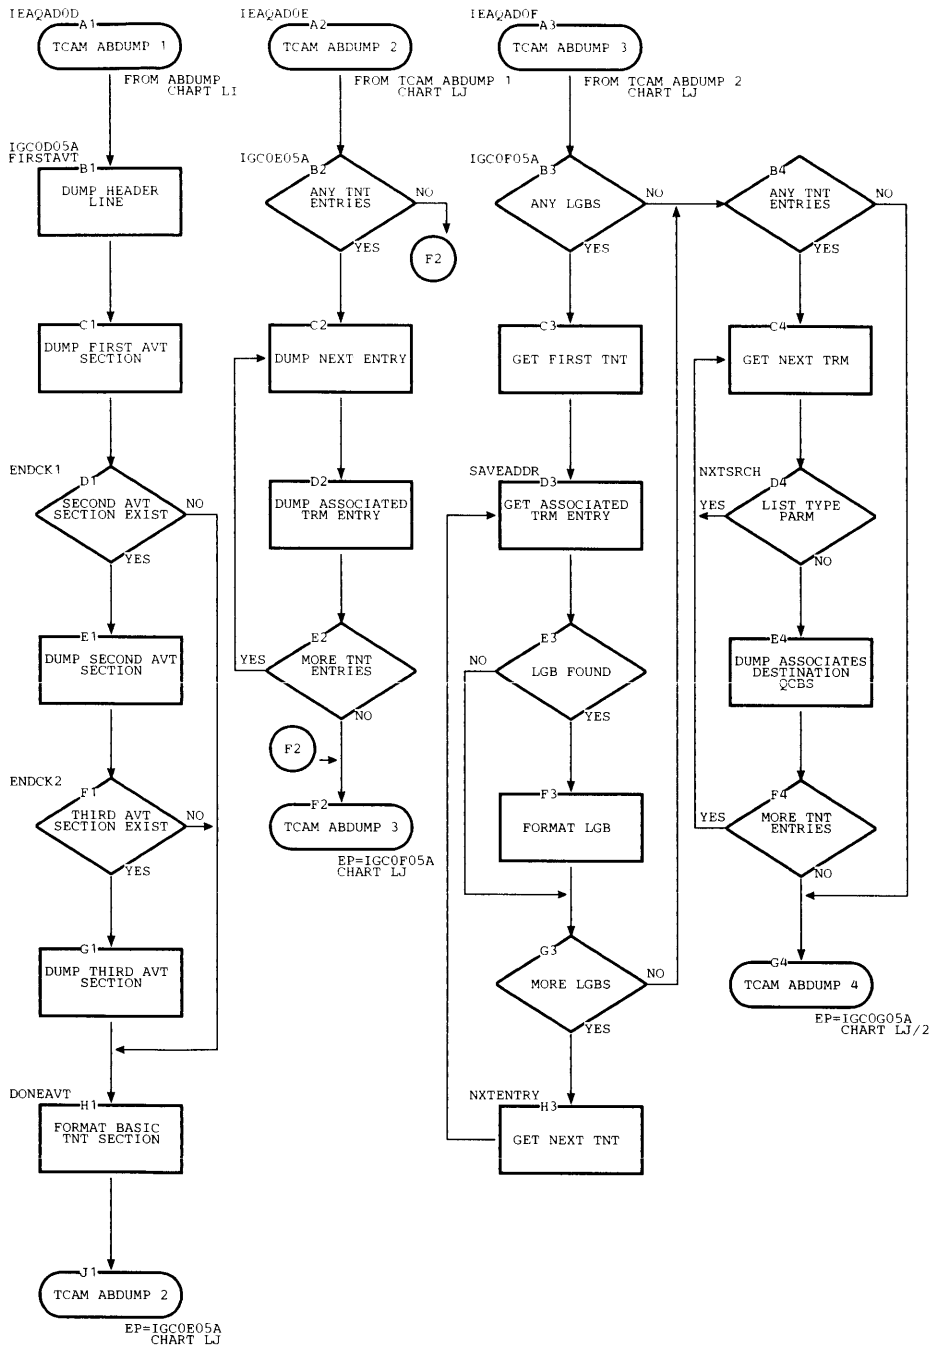 IEAQAD0D
A1
TCAM ABDUMP 1
FROM ABDUMP
CHART LI
IGC0D05A
FIRSTAVT
B1
DUMP HEADER
LINE
C1
DUMP FIRST AVT
SECTION
ENDCK1
D1
SECOND AVT
SECTION EXIST
NO
YES
E1
DUMP SECOND AVT
SECTION
ENDCK2
F1
THIRD AVT
SECTION EXIST
NO
YES
G1
DUMP THIRD AVT
SECTION
DONEAVT
H1
FORMAT BASIC
TNT SECTION
J1
TCAM ABDUMP 2
EP=IGC0E05A
CHART LJ
IEAQAD0E
A2
TCAM ABDUMP 2
FROM TCAM ABDUMP 1
CHART LJ
IGC0E05A
B2
ANY TNT
ENTRIES
NO
YES
F2
C2
DUMP NEXT ENTRY
D2
DUMP ASSOCIATED
TRM ENTRY
E2
MORE TNT
ENTRIES
YES
NO
F2
F2
TCAM ABDUMP 3
EP=IGC0F05A
CHART LJ
IEAQAD0F
A3
TCAM ABDUMP 3
FROM TCAM ABDUMP 2
CHART LJ
IGC0F05A
B3
ANY LGBS
NO
YES
C3
GET FIRST TNT
SAVEADDR
D3
GET ASSOCIATED
TRM ENTRY
E3
LGB FOUND
NO
YES
F3
FORMAT LGB
G3
MORE LGBS
NO
YES
NXTENTRY
H3
GET NEXT TNT
B4
ANY TNT
ENTRIES
NO
YES
C4
GET NEXT TRM
NXTSRCH
D4
LIST TYPE
PARM
YES
NO
E4
DUMP ASSOCIATES
DESTINATION
QCBS
F4
MORE TNT
ENTRIES
YES
NO
G4
TCAM ABDUMP 4
EP=IGC0G05A
CHART LJ/2